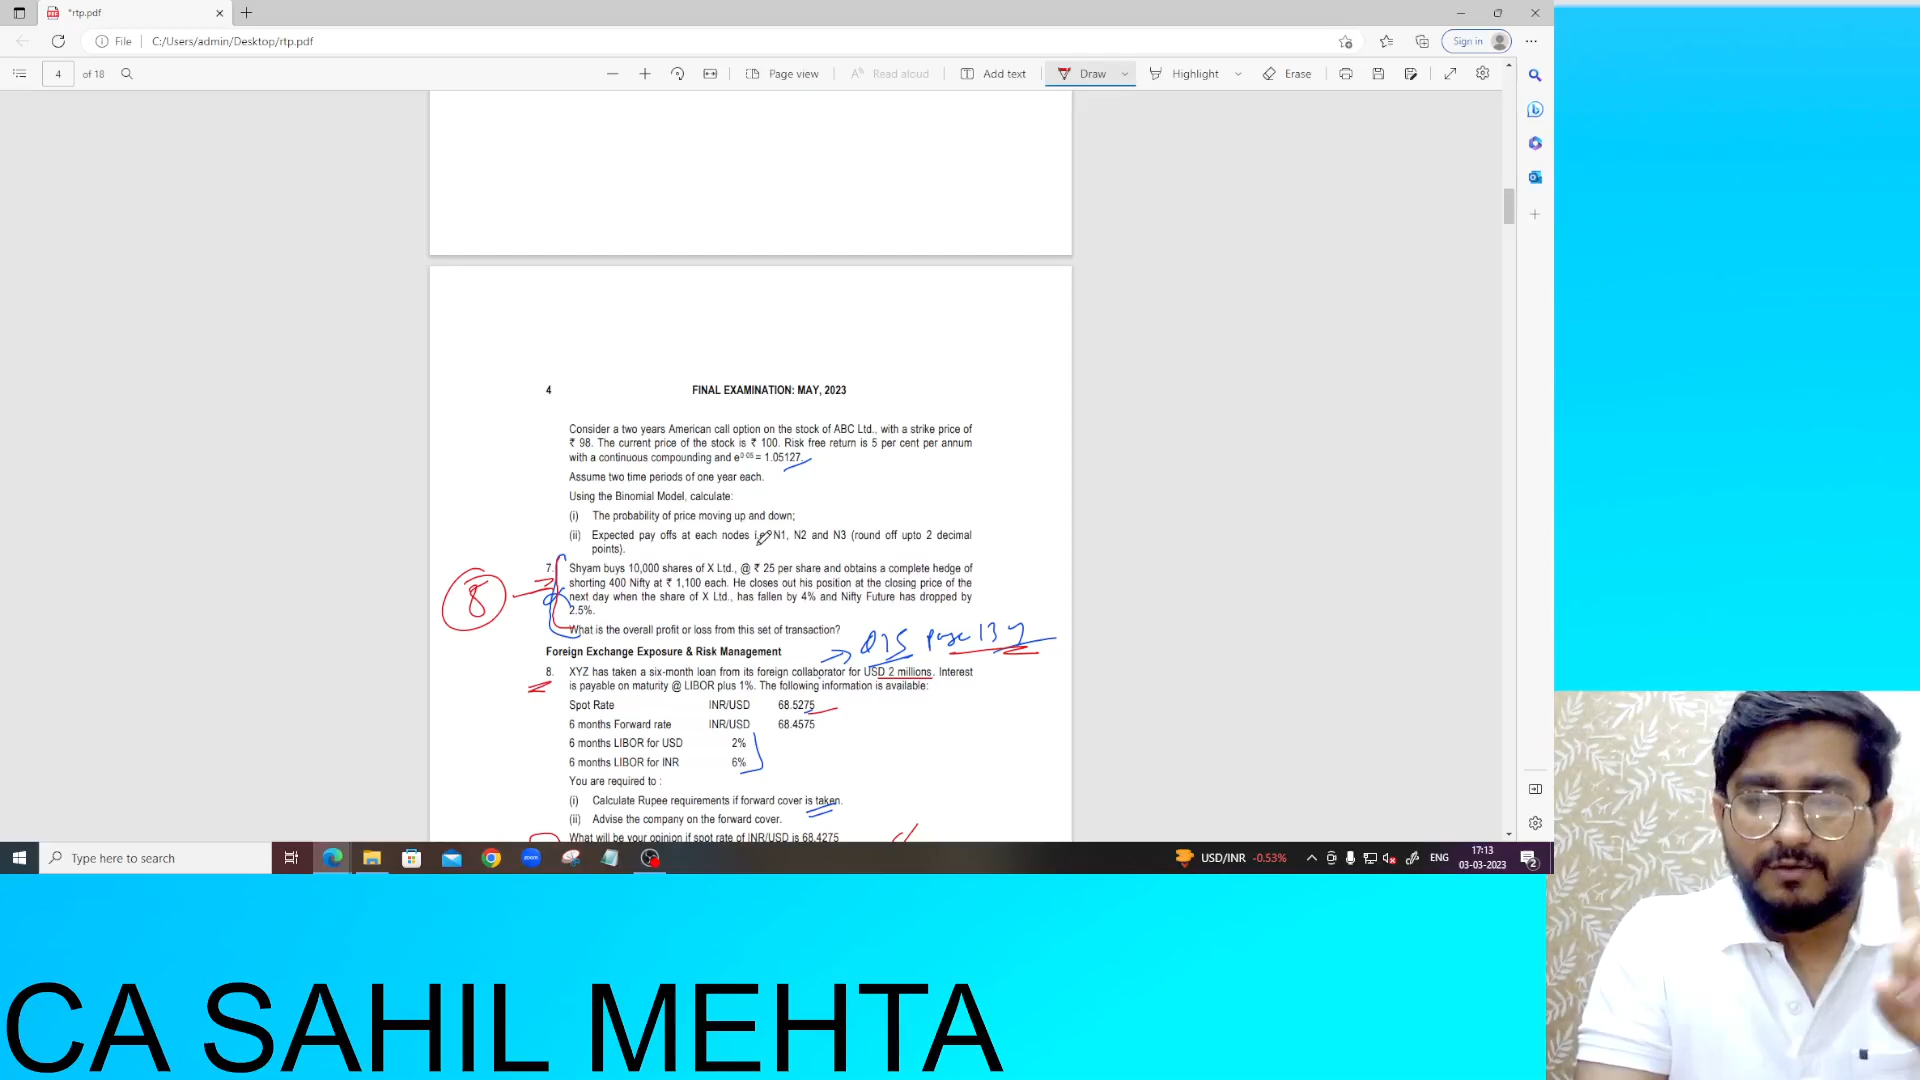 *rtp.pdf
File
C:/Users/admin/Desktop/rtp.pdf
Sign in
4
of 18
Page view
Read aloud
Add text
Draw
Highlight
Erase
4
FINAL EXAMINATION: MAY, 2023
Consider a two years American call option on the stock of ABC Ltd., with a strike price of
₹ 98. The current price of the stock is ₹ 100. Risk free return is 5 per cent per annum
with a continuous compounding and e0.05 = 1.05127.
Assume two time periods of one year each.
Using the Binomial Model, calculate:
(i) The probability of price moving up and down;
(ii) Expected pay offs at each nodes i.e. N1, N2 and N3 (round off upto 2 decimal
points).
8
7. Shyam buys 10,000 shares of X Ltd., @ ₹ 25 per share and obtains a complete hedge of
shorting 400 Nifty at ₹ 1,100 each. He closes out his position at the closing price of the
next day when the share of X Ltd., has fallen by 4% and Nifty Future has dropped by
2.5%.
What is the overall profit or loss from this set of transaction?
Page 13
Foreign Exchange Exposure & Risk Management
8. XYZ has taken a six-month loan from its foreign collaborator for USD 2 millions. Interest
is payable on maturity @ LIBOR plus 1%. The following information is available:
Spot Rate INR/USD 68.5275
6 months Forward rate INR/USD 68.4575
6 months LIBOR for USD 2%
6 months LIBOR for INR 6%
You are required to :
(i) Calculate Rupee requirements if forward cover is taken.
(ii) Advise the company on the forward cover.
What will be your opinion if spot rate of INR/USD is 68.4275
Type here to search
USD/INR -0.53%
ENG
17:13
03-03-2023
2
CA SAHIL MEHTA